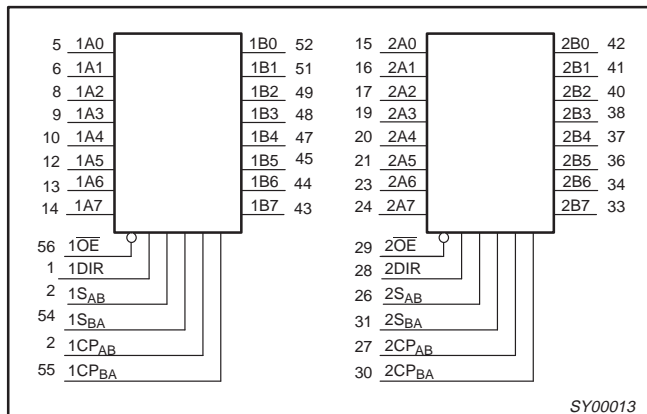 5 1A0 1B0 52 15 2A0 2B0 42
6 1A1 1B1 51 16 2A1 2B1 41
8 1A2 1B2 49 17 2A2 2B2 40
9 1A3 1B3 48 19 2A3 2B3 38
10 1A4 1B4 47 20 2A4 2B4 37
12 1A5 1B5 45 21 2A5 2B5 36
13 1A6 1B6 44 23 2A6 2B6 34
14 1A7 1B7 43 24 2A7 2B7 33
56 1O̅E̅ 29 2O̅E̅
1 1DIR 28 2DIR
2 1SAB 26 2SAB
54 1SBA 31 2SBA
2 1CPAB 27 2CPAB
55 1CPBA 30 2CPBA
SY00013